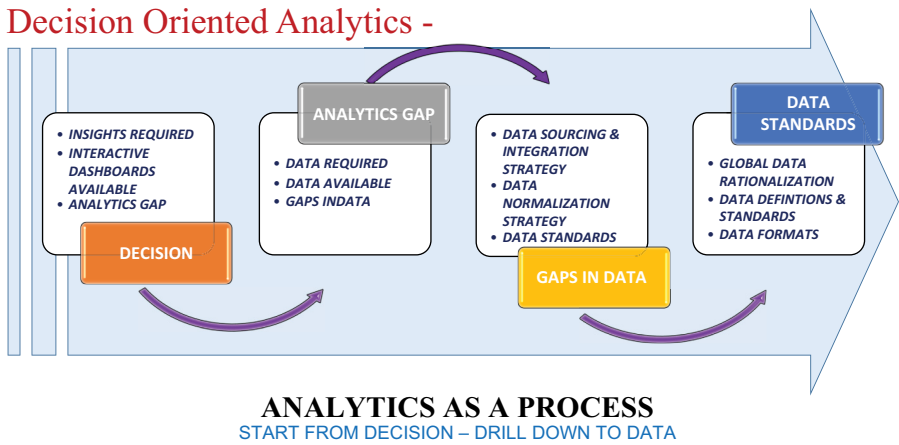 Decision Oriented Analytics -
• INSIGHTS REQUIRED
• INTERACTIVE
DASHBOARDS
AVAILABLE
• ANALYTICS GAP
DECISION
ANALYTICS GAP
• DATA REQUIRED
• DATA AVAILABLE
• GAPS INDATA
• DATA SOURCING &
INTEGRATION
STRATEGY
• DATA
NORMALIZATION
STRATEGY
• DATA STANDARDS
GAPS IN DATA
DATA
STANDARDS
• GLOBAL DATA
RATIONALIZATION
• DATA DEFINTIONS &
STANDARDS
• DATA FORMATS
ANALYTICS AS A PROCESS
START FROM DECISION – DRILL DOWN TO DATA